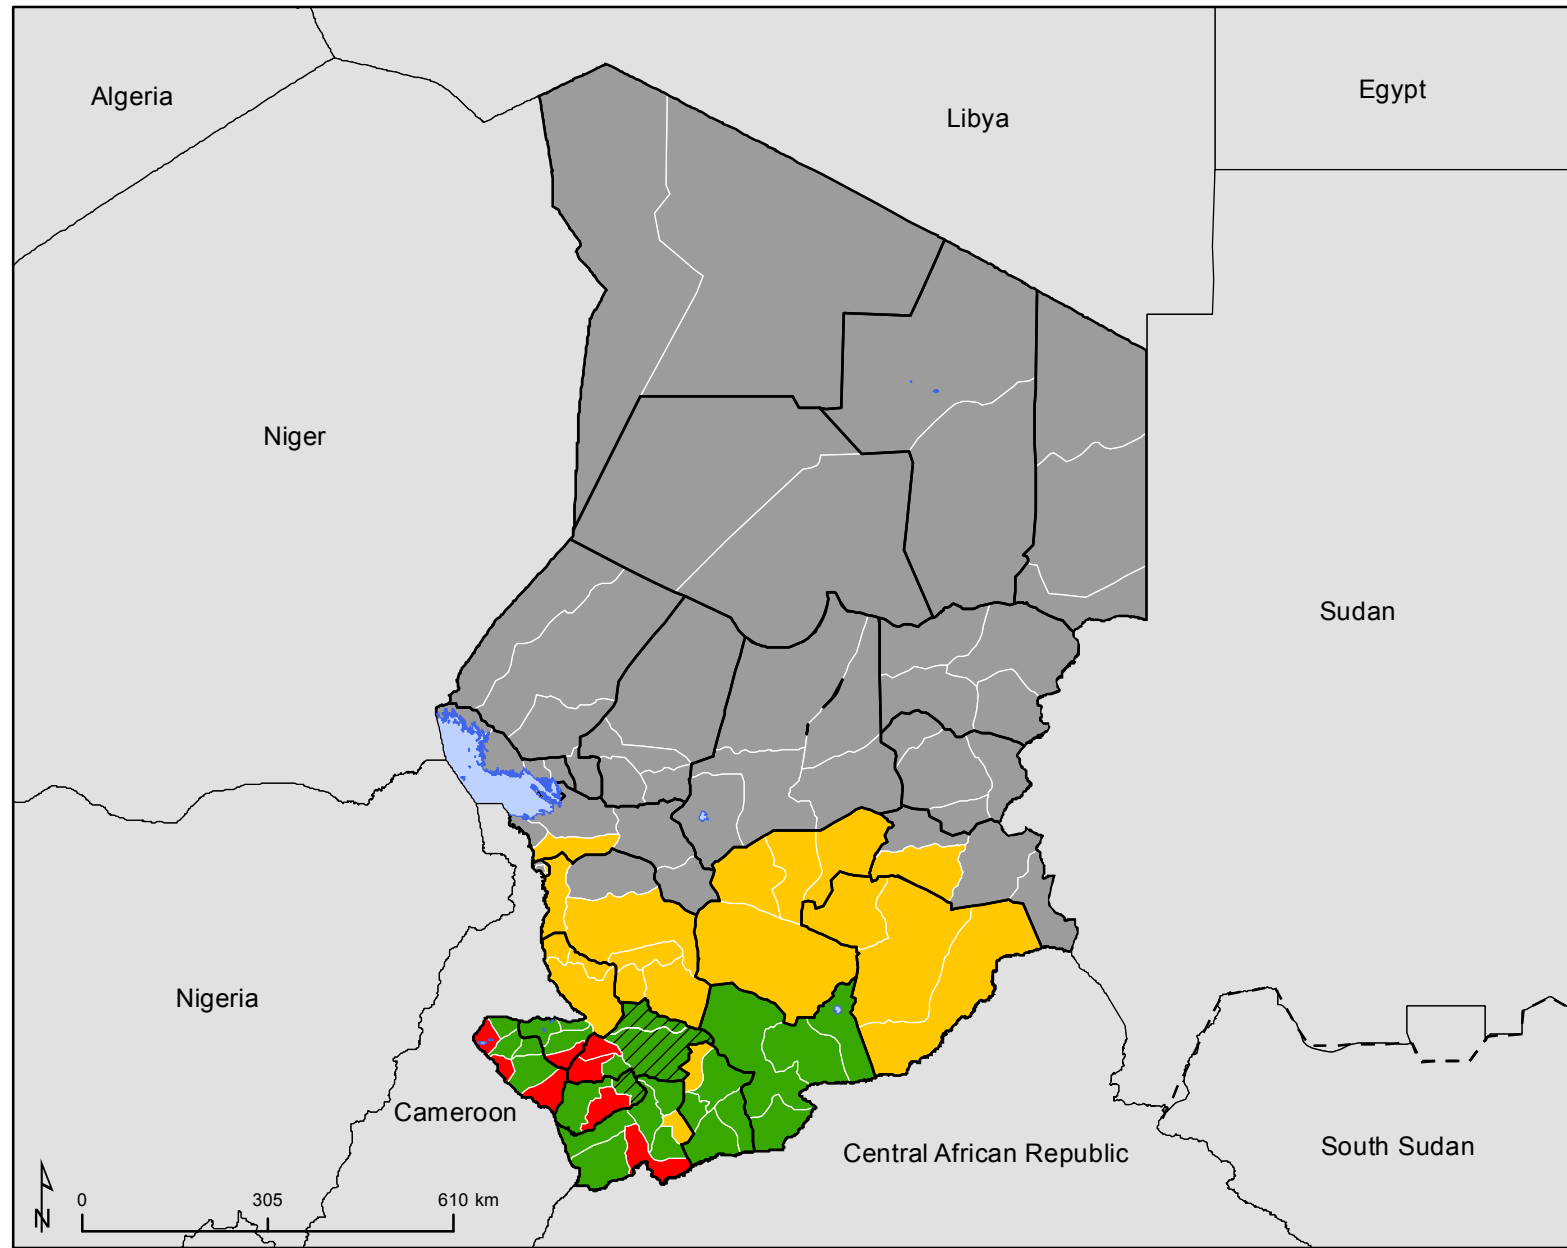 Algeria
Libya
Egypt
Niger
Sudan
Nigeria
Cameroon
Central African Republic
South Sudan
N
0 305 610 km